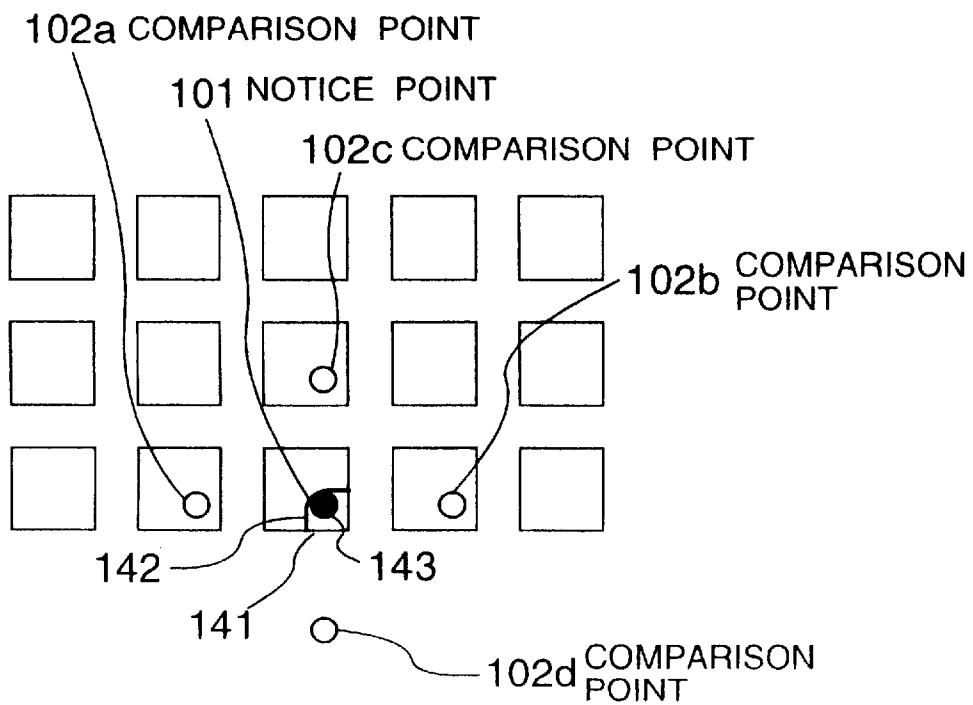 102a COMPARISON POINT
101 NOTICE POINT
102c COMPARISON POINT
102b COMPARISON
POINT
142
143
141
102d COMPARISON
POINT